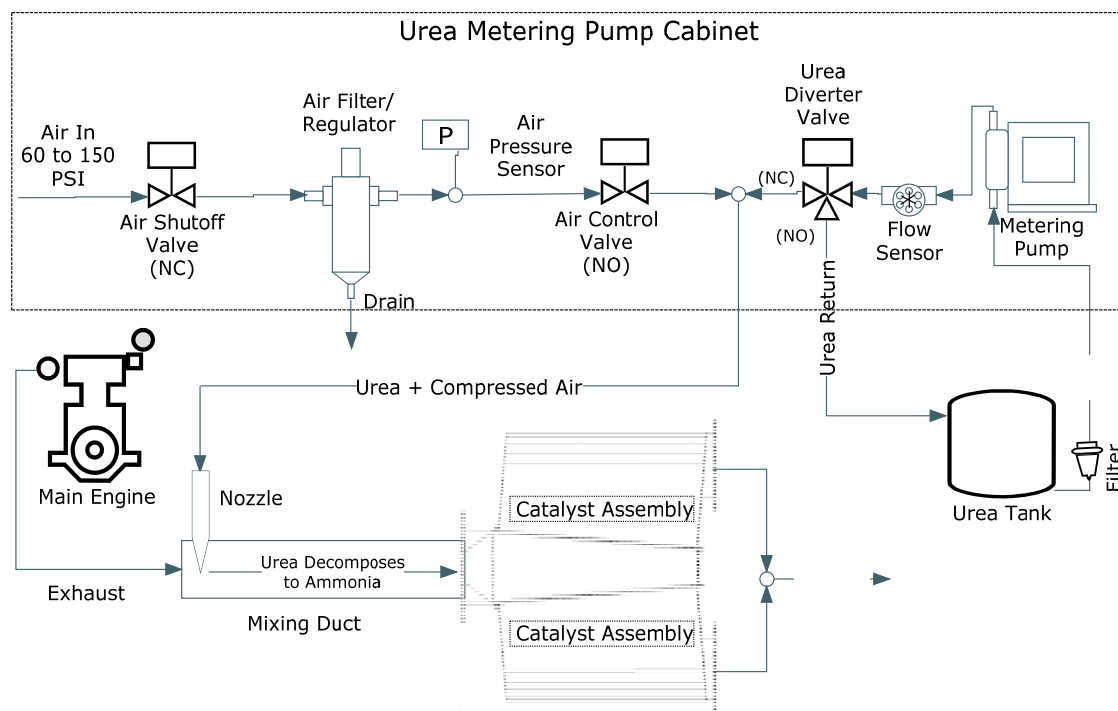 Urea Metering Pump Cabinet
Air In
60 to 150
PSI
Air Shutoff
Valve
(NC)
Air Filter/
Regulator
P
Air
Pressure
Sensor
Air Control
Valve
(NO)
Urea
Diverter
Valve
(NC)
(NO)
Flow
Sensor
Metering
Pump
Drain
Urea Return
Urea + Compressed Air
Main Engine
Nozzle
Catalyst Assembly
Urea Tank
Filter
Urea Decomposes
to Ammonia
Exhaust
Mixing Duct
Catalyst Assembly